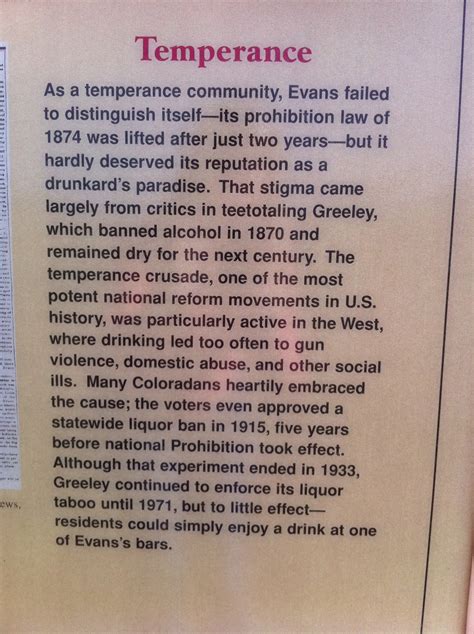 Temperance
As a temperance community, Evans failed
to distinguish itself—its prohibition law of
1874 was lifted after just two years—but it
hardly deserved its reputation as a
drunkard's paradise. That stigma came
largely from critics in teetotaling Greeley,
which banned alcohol in 1870 and
remained dry for the next century. The
temperance crusade, one of the most
potent national reform movements in U.S.
history, was particularly active in the West,
where drinking led too often to gun
violence, domestic abuse, and other social
ills. Many Coloradans heartily embraced
the cause; the voters even approved a
statewide liquor ban in 1915, five years
before national Prohibition took effect.
Although that experiment ended in 1933,
Greeley continued to enforce its liquor
taboo until 1971, but to little effect—
residents could simply enjoy a drink at one
of Evans's bars.